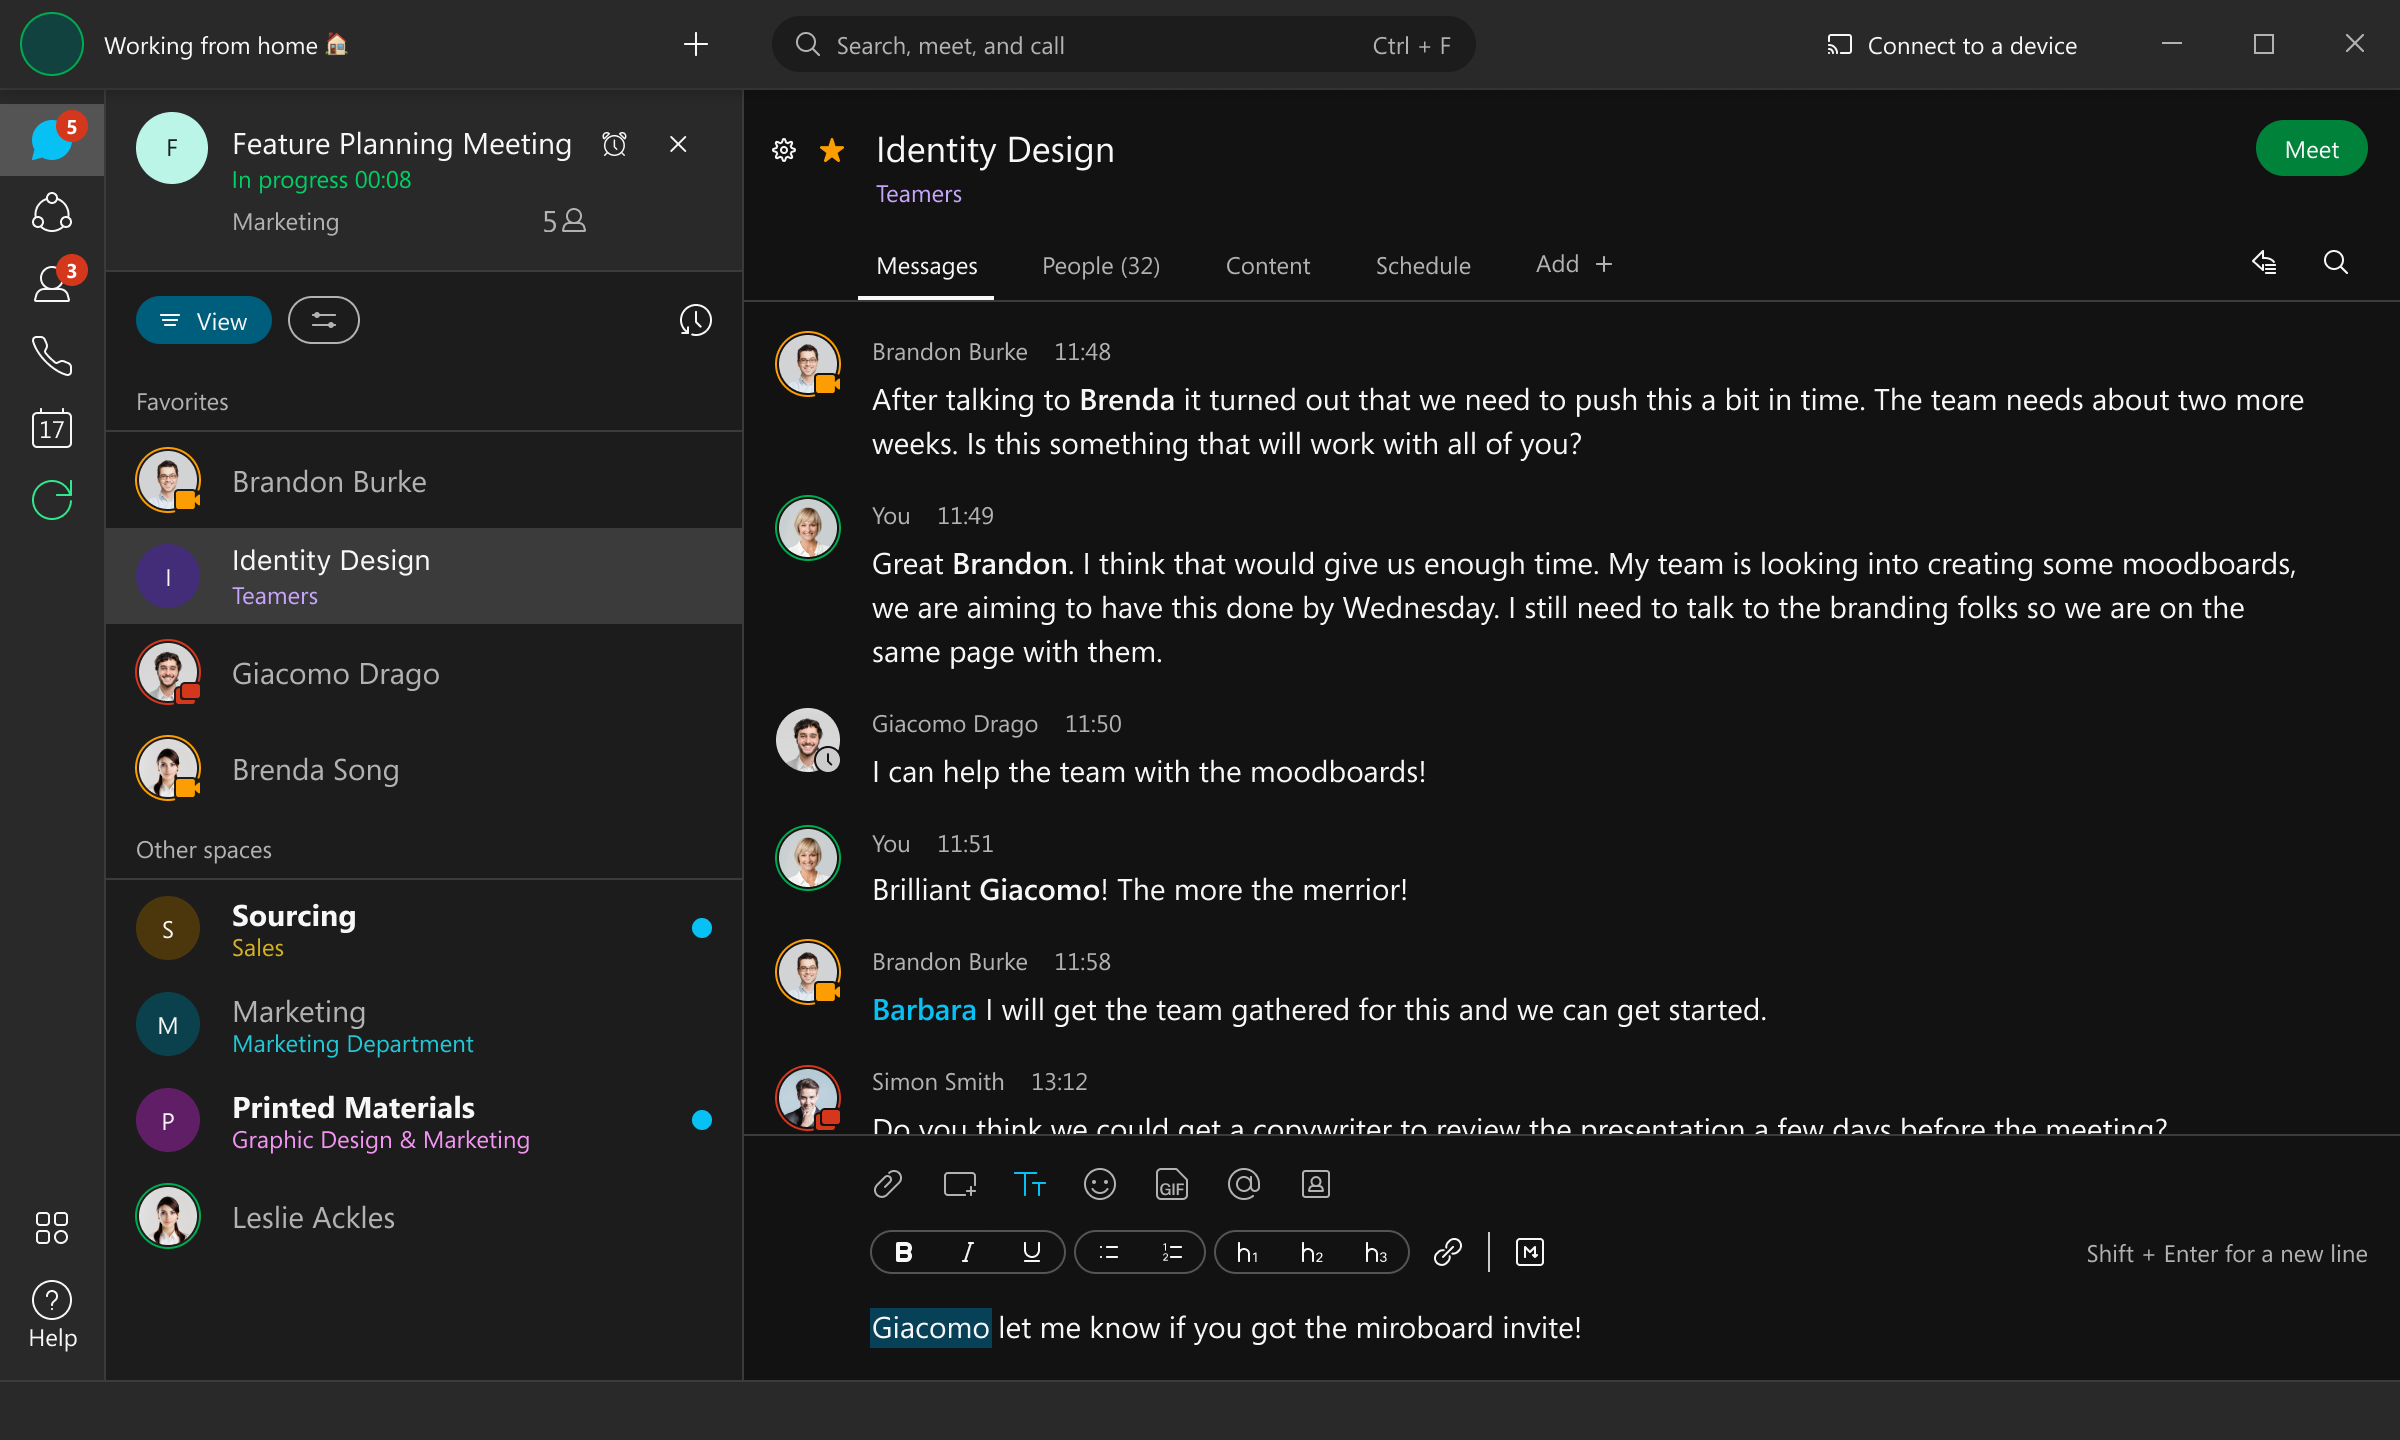 Working from home
Search, meet, and call
Ctrl + F
Connect to a device
5
3
17
Help
F
Feature Planning Meeting
In progress 00:08
Marketing
5
View
Favorites
Brandon Burke
I
Identity Design
Teamers
Giacomo Drago
Brenda Song
Other spaces
S
Sourcing
Sales
M
Marketing
Marketing Department
P
Printed Materials
Graphic Design & Marketing
Leslie Ackles
Identity Design
Teamers
Meet
Messages
People (32)
Content
Schedule
Add +
Brandon Burke 11:48
After talking to Brenda it turned out that we need to push this a bit in time. The team needs about two more
weeks. Is this something that will work with all of you?
You 11:49
Great Brandon. I think that would give us enough time. My team is looking into creating some moodboards,
we are aiming to have this done by Wednesday. I still need to talk to the branding folks so we are on the
same page with them.
Giacomo Drago 11:50
I can help the team with the moodboards!
You 11:51
Brilliant Giacomo! The more the merrior!
Brandon Burke 11:58
Barbara I will get the team gathered for this and we can get started.
Simon Smith 13:12
Do you think we could get a copywriter to review the presentation a few days before the meeting?
TT
GIF
@
B I U
h1 h2 h3
M
Shift + Enter for a new line
Giacomo let me know if you got the miroboard invite!